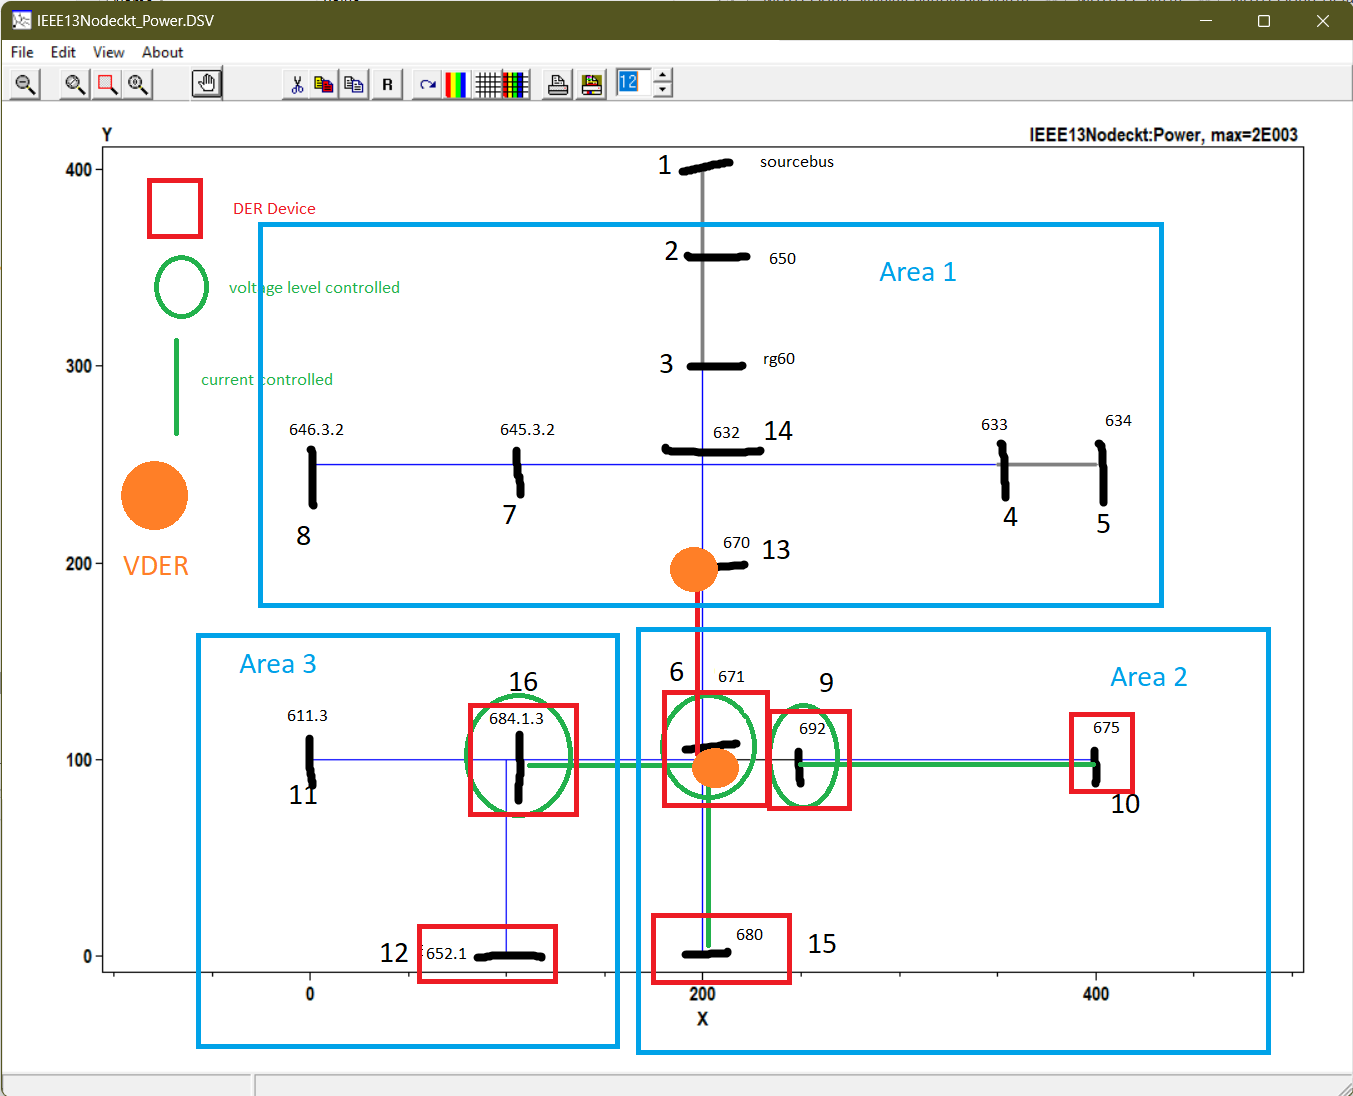 IEEE13Nodeckt_Power.DSV
File Edit View About
R 12
Y
IEEE13Nodeckt:Power, max=2E003
400
1
sourcebus
DER Device
2
650
Area 1
voltage level controlled
300
3
rg60
current controlled
646.3.2
645.3.2
632
14
633
634
8
7
4
5
VDER
200
670
13
Area 3
Area 2
6
671
16
9
611.3
684.1.3
692
675
100
11
10
12
652.1
680
15
0
0
200
400
X